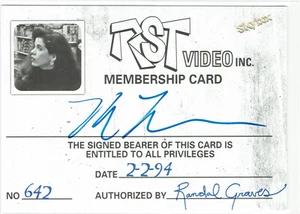 Skybox
RST VIDEO INC.
MEMBERSHIP CARD
THE SIGNED BEARER OF THIS CARD IS
ENTITLED TO ALL PRIVILEGES
DATE 2-2-94
NO 642 AUTHORIZED BY Randal Graves